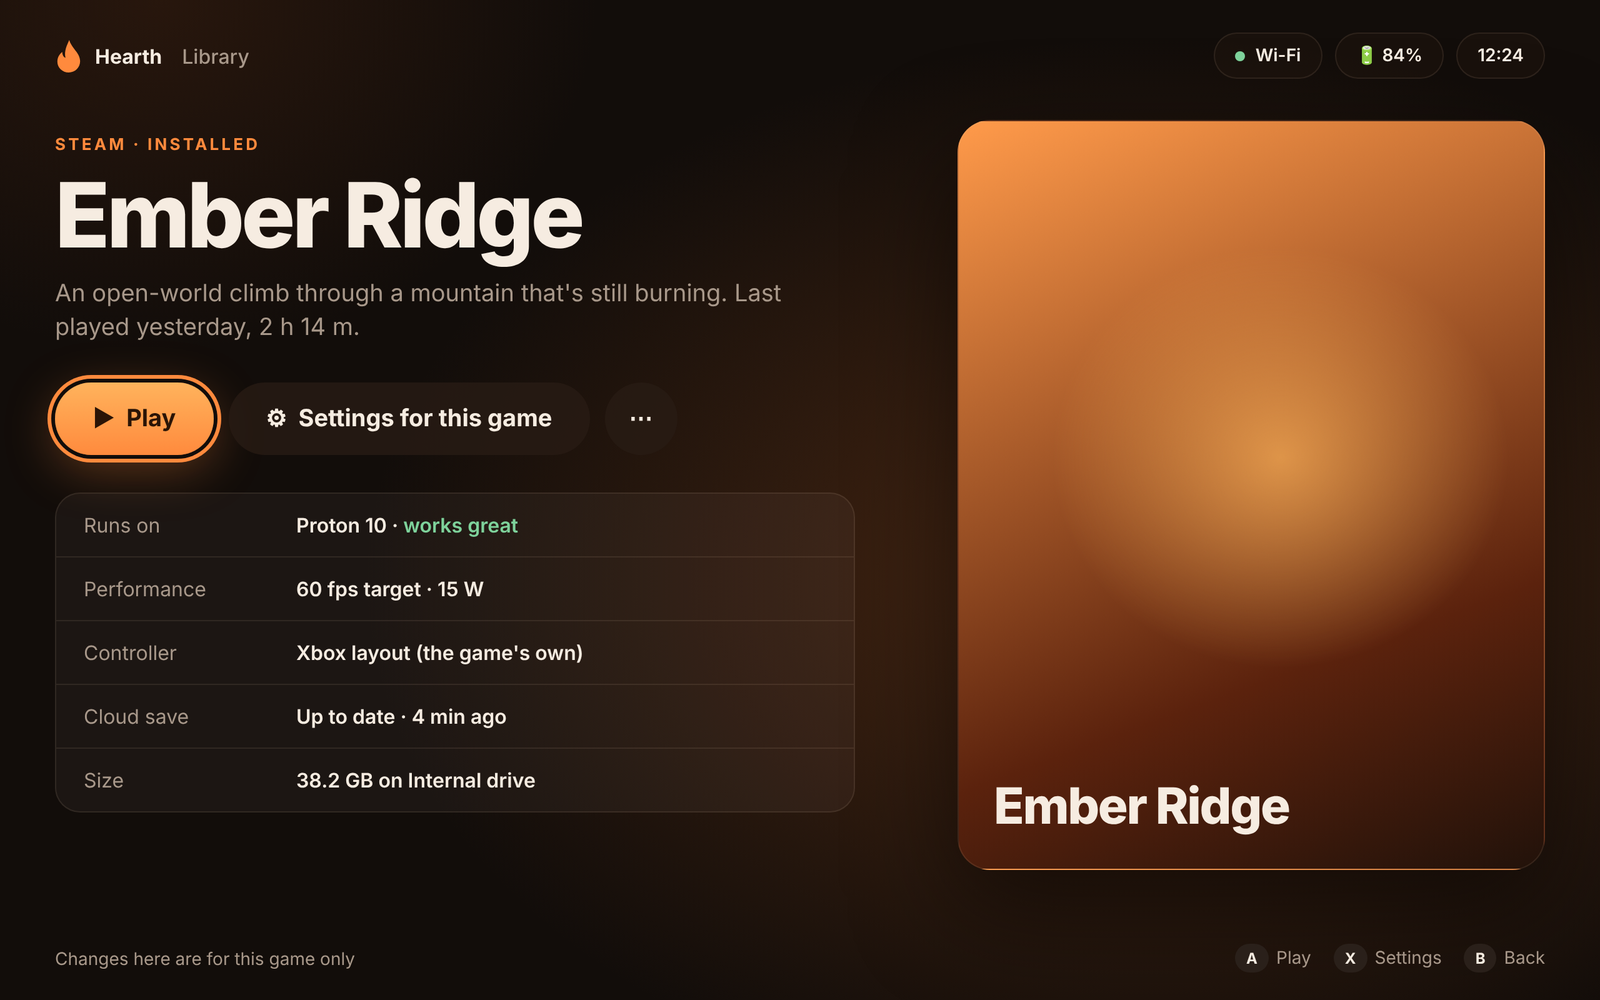 Hearth Library
Wi-Fi
84%
12:24
STEAM · INSTALLED
Ember Ridge
An open-world climb through a mountain that's still burning. Last
played yesterday, 2 h 14 m.
Play
Settings for this game
···
Runs on Proton 10 · works great
Performance 60 fps target · 15 W
Controller Xbox layout (the game's own)
Cloud save Up to date · 4 min ago
Size 38.2 GB on Internal drive
Ember Ridge
Changes here are for this game only
A Play X Settings B Back